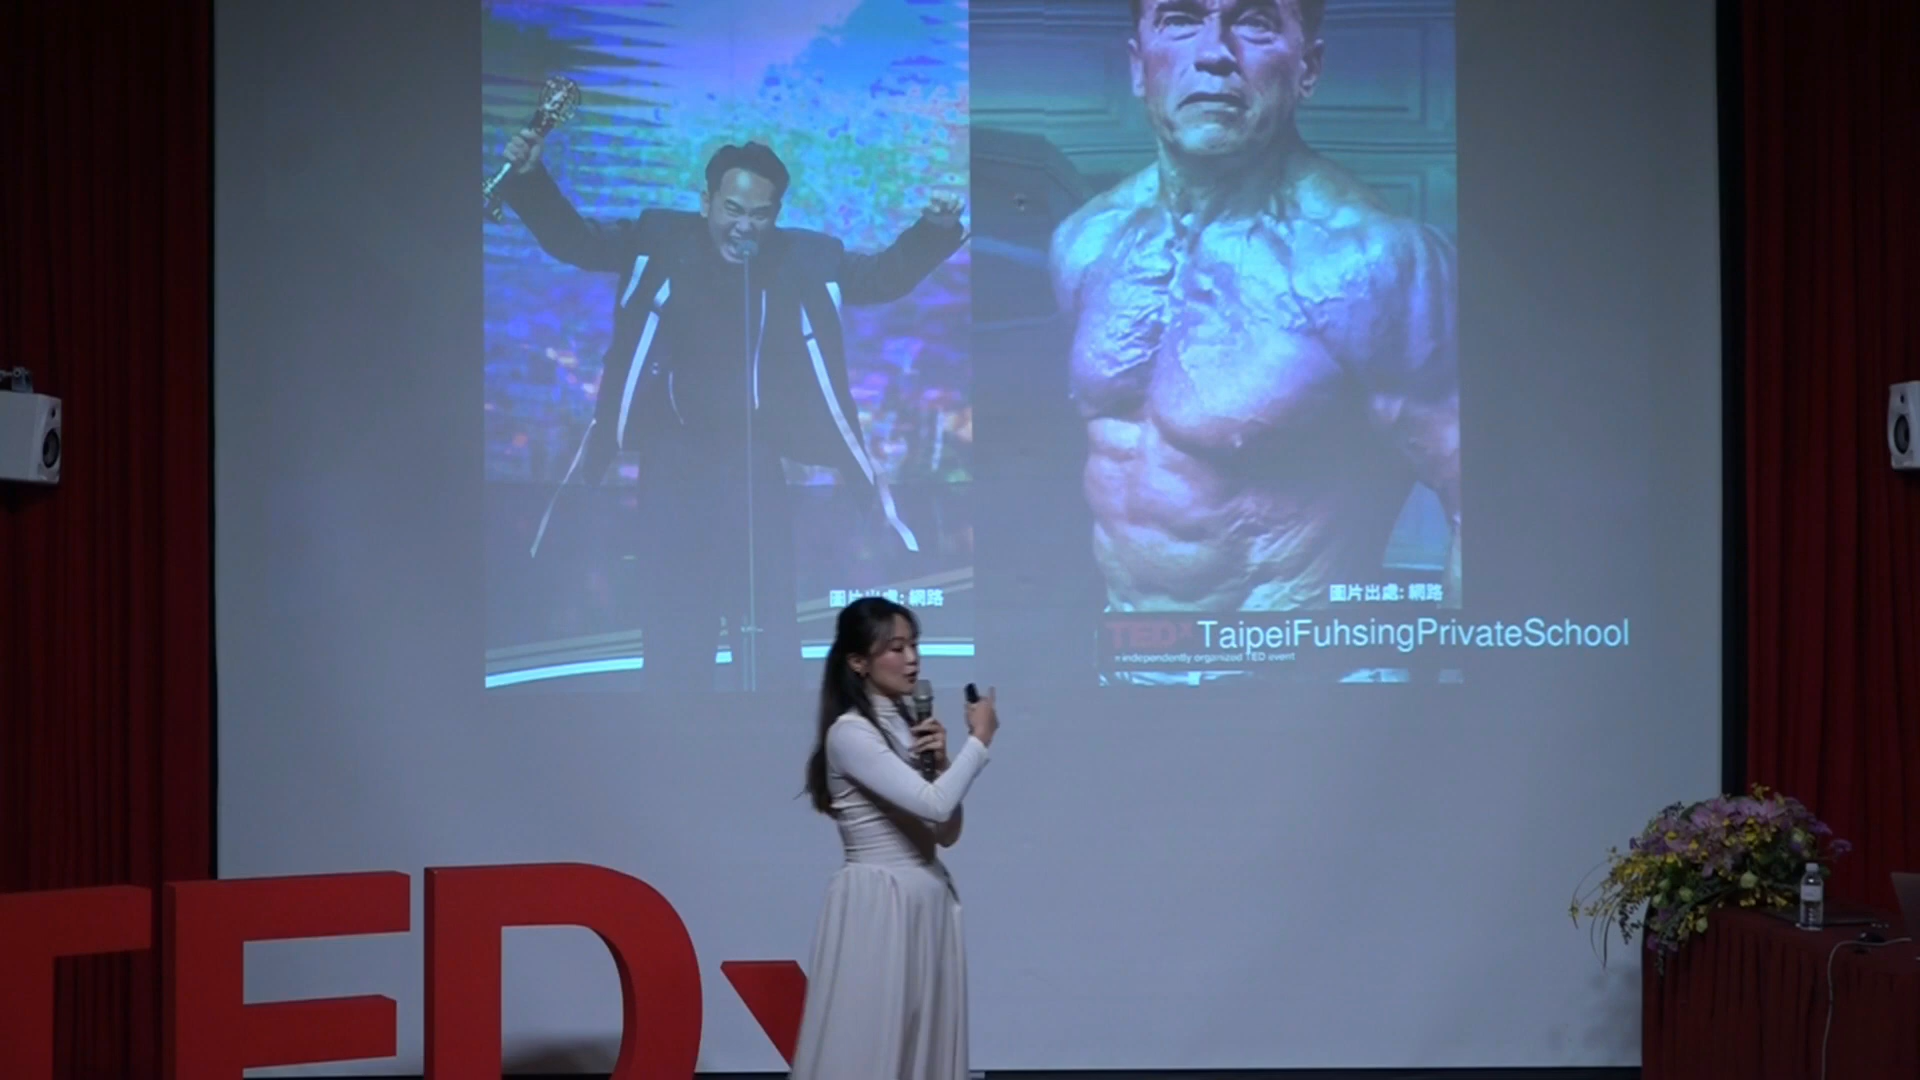 圖片出處: 網路
圖片出處: 網路
TEDx TaipeiFuhsingPrivateSchool
= independently organized TED event
TEDx